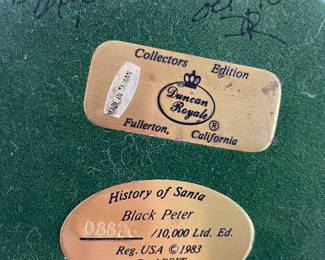 Collectors Edition
MADE IN TAIWAN
Duncan
Royale ®
Fullerton, California
History of Santa
Black Peter
/10,000 Ltd. Ed.
Reg. USA © 1983